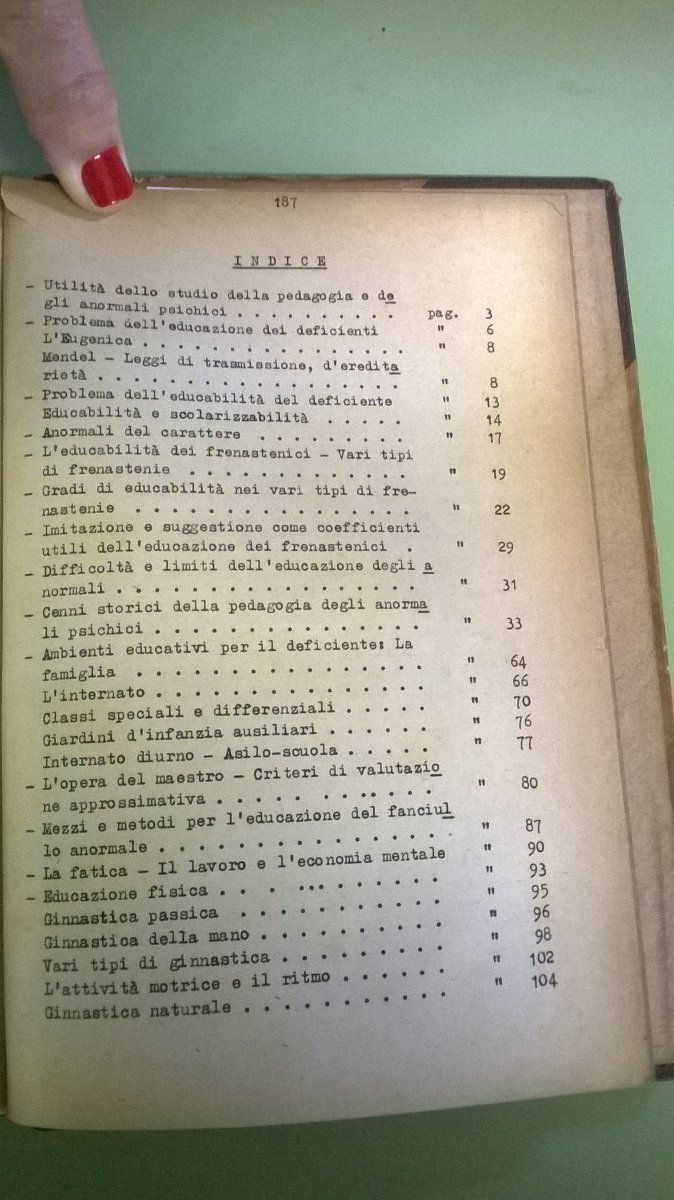 187
I N D I C E
- Utilità dello studio della pedagogia e de
gli anormali psichici . . . . . . . . . . pag. 3
- Problema dell'educazione dei deficienti " 6
L'Eugenica . . . . . . . . . . . . . . . " 8
Mendel - Leggi di trasmissione, d'eredita
rietà . . . . . . . . . . . . . . . . . . " 8
- Problema dell'educabilità del deficiente " 13
Educabilità e scolarizzabilità . . . . . " 14
- Anormali del carattere . . . . . . . . . " 17
- L'educabilità dei frenastenici - Vari tipi
di frenastenie . . . . . . . . . . . . . " 19
- Gradi di educabilità nei vari tipi di fre-
nastenie . . . . . . . . . . . . . . . . " 22
- Imitazione e suggestione come coefficienti
utili dell'educazione dei frenastenici . " 29
- Difficoltà e limiti dell'educazione degli a
normali . . . . . . . . . . . . . . . . . " 31
- Cenni storici della pedagogia degli anorma
li psichici . . . . . . . . . . . . . . . " 33
- Ambienti educativi per il deficiente: La
famiglia . . . . . . . . . . . . . . . . " 64
L'internato . . . . . . . . . . . . . . . " 66
Classi speciali e differenziali . . . . . " 70
Giardini d'infanzia ausiliari . . . . . . " 76
Internato diurno - Asilo-scuola . . . . . " 77
- L'opera del maestro - Criteri di valutazio
ne approssimativa . . . . . . . . . . . . " 80
- Mezzi e metodi per l'educazione del fanciul
lo anormale . . . . . . . . . . . . . . . " 87
- La fatica - Il lavoro e l'economia mentale " 90
- Educazione fisica . . . ... . . . . . . " 93
Ginnastica passica . . . . . . . . . . . " 95
Ginnastica della mano . . . . . . . . . . " 96
Vari tipi di ginnastica . . . . . . . . . " 98
L'attività motrice e il ritmo . . . . . . " 102
Ginnastica naturale . . . . . . . . . . . " 104